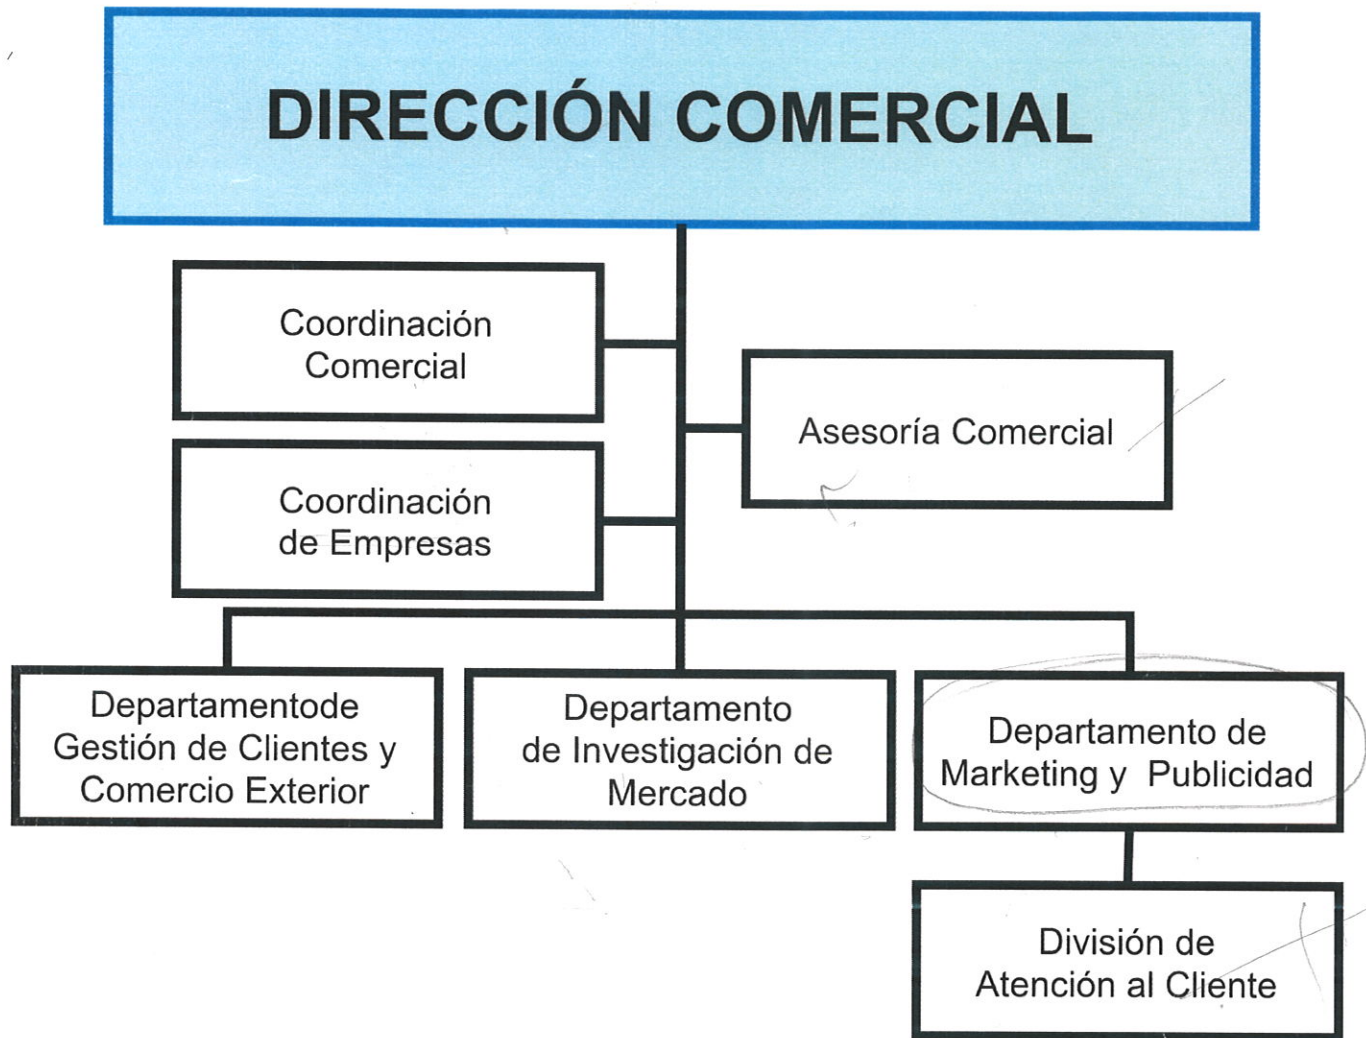 DIRECCIÓN COMERCIAL
Coordinación
Comercial
Asesoría Comercial
Coordinación
de Empresas
Departamentode
Gestión de Clientes y
Comercio Exterior
Departamento
de Investigación de
Mercado
Departamento de
Marketing y Publicidad
División de
Atención al Cliente